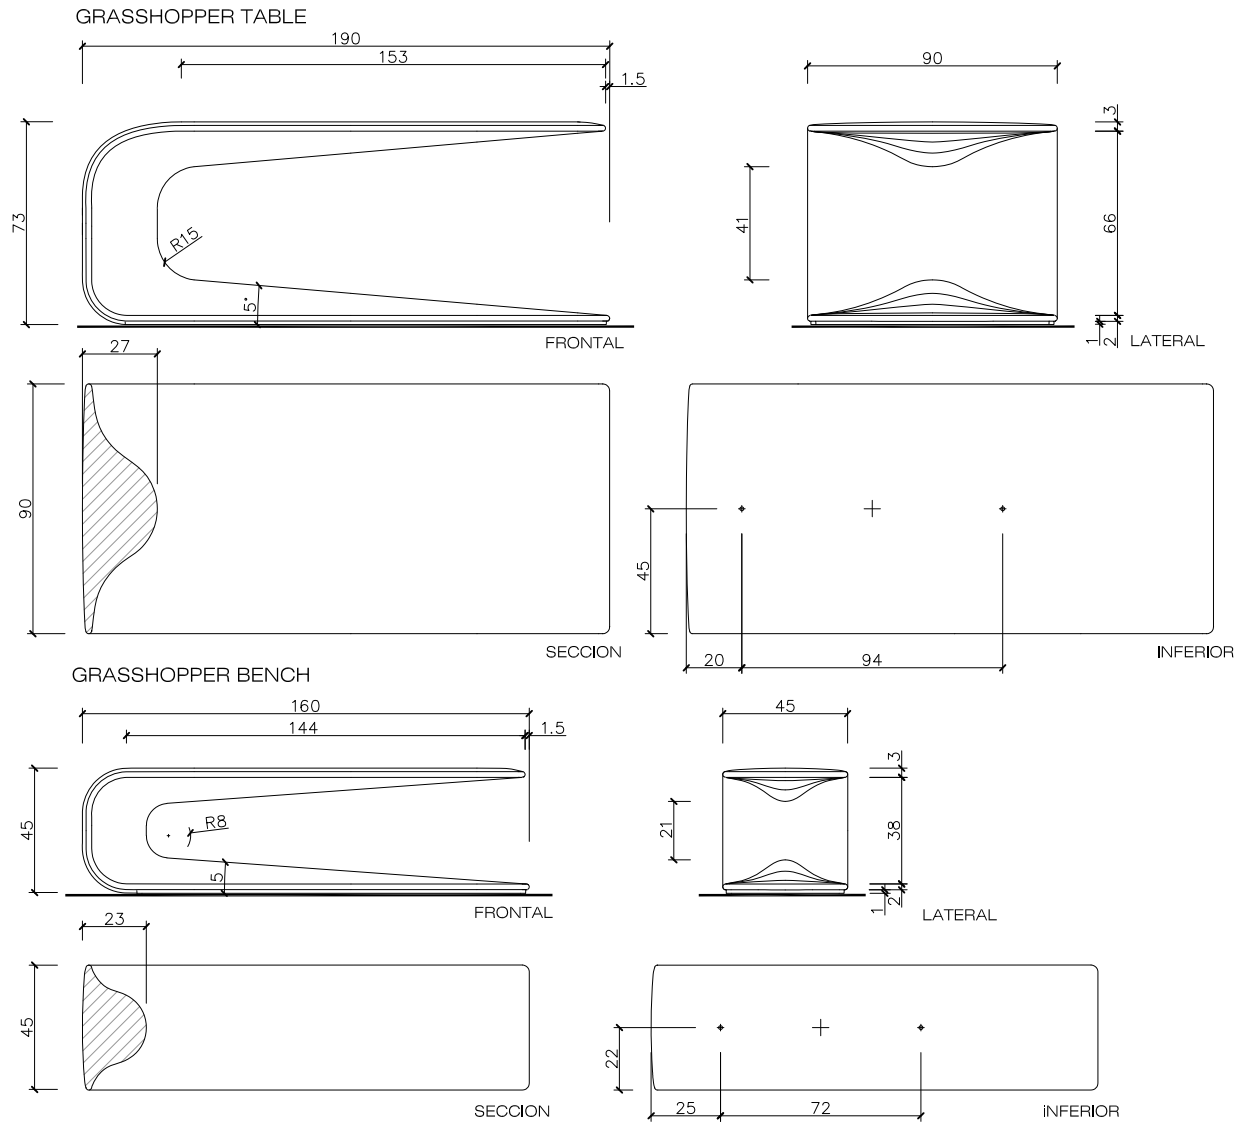 GRASSHOPPER TABLE
190
153
1.5
90
3
73
R15
5°
41
66
1
2
FRONTAL
LATERAL
27
90
45
20
94
SECCION
INFERIOR
GRASSHOPPER BENCH
160
144
1.5
45
3
45
R8
5
21
38
1
2
FRONTAL
LATERAL
23
45
22
25
72
SECCION
iNFERIOR